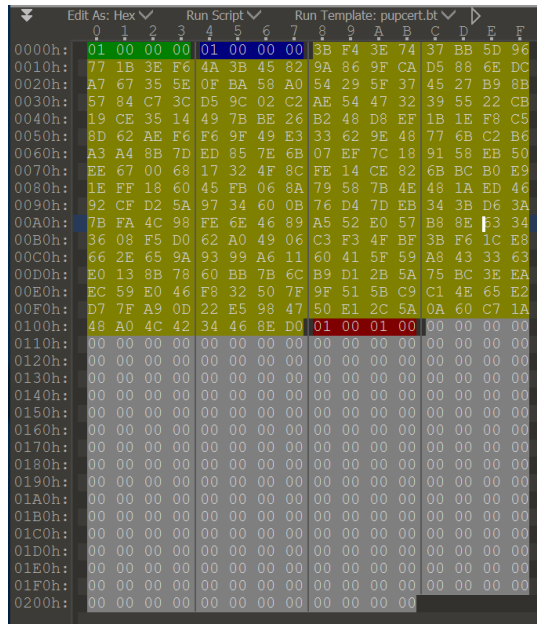 Edit As: Hex Run Script Run Template: pupcert.bt
0 1 2 3 4 5 6 7 8 9 A B C D E F
0000h: 01 00 00 00 01 00 00 00 3B F4 3E 74 37 BB 5D 96
0010h: 77 1B 3E F6 4A 3B 45 82 9A 86 9F CA D5 88 6E DC
0020h: A7 67 35 5E 0F BA 58 A0 54 29 5F 37 45 27 B9 8B
0030h: 57 84 C7 3C D5 9C 02 C2 AE 54 47 32 39 55 22 CB
0040h: 19 CE 35 14 49 7B BE 26 B2 48 D8 EF 1B 1E F8 C5
0050h: 8D 62 AE F6 F6 9F 49 E3 33 62 9E 48 77 6B C2 B6
0060h: A3 A4 8B 7D ED 85 7E 6B 07 EF 7C 18 91 58 EB 50
0070h: EE 67 00 68 17 32 4F 8C FE 14 CE 82 6B BC B0 E9
0080h: 1E FF 18 60 45 FB 06 8A 79 58 7B 4E 48 1A ED 46
0090h: 92 CF D2 5A 97 34 60 0B 76 D4 7D EB 34 3B D6 3A
00A0h: 7B FA 4C 98 FE 6E 46 89 A5 52 E0 57 B8 8E 63 34
00B0h: 36 08 F5 D0 62 A0 49 06 C3 F3 4F BF 3B F6 1C E8
00C0h: 66 2E 65 9A 93 99 A6 11 60 41 5F 59 A8 43 33 63
00D0h: E0 13 8B 78 60 BB 7B 6C B9 D1 2B 5A 75 BC 3E EA
00E0h: EC 59 E0 46 F8 32 50 7F 9F 51 5B C9 C1 4E 65 E2
00F0h: D7 7F A9 0D 22 E5 98 47 C0 E1 2C 5A 0A 60 C7 1A
0100h: 48 A0 4C 42 34 46 8E D0 01 00 01 00 00 00 00 00
0110h: 00 00 00 00 00 00 00 00 00 00 00 00 00 00 00 00
0120h: 00 00 00 00 00 00 00 00 00 00 00 00 00 00 00 00
0130h: 00 00 00 00 00 00 00 00 00 00 00 00 00 00 00 00
0140h: 00 00 00 00 00 00 00 00 00 00 00 00 00 00 00 00
0150h: 00 00 00 00 00 00 00 00 00 00 00 00 00 00 00 00
0160h: 00 00 00 00 00 00 00 00 00 00 00 00 00 00 00 00
0170h: 00 00 00 00 00 00 00 00 00 00 00 00 00 00 00 00
0180h: 00 00 00 00 00 00 00 00 00 00 00 00 00 00 00 00
0190h: 00 00 00 00 00 00 00 00 00 00 00 00 00 00 00 00
01A0h: 00 00 00 00 00 00 00 00 00 00 00 00 00 00 00 00
01B0h: 00 00 00 00 00 00 00 00 00 00 00 00 00 00 00 00
01C0h: 00 00 00 00 00 00 00 00 00 00 00 00 00 00 00 00
01D0h: 00 00 00 00 00 00 00 00 00 00 00 00 00 00 00 00
01E0h: 00 00 00 00 00 00 00 00 00 00 00 00 00 00 00 00
01F0h: 00 00 00 00 00 00 00 00 00 00 00 00 00 00 00 00
0200h: 00 00 00 00 00 00 00 00 00 00 00 00